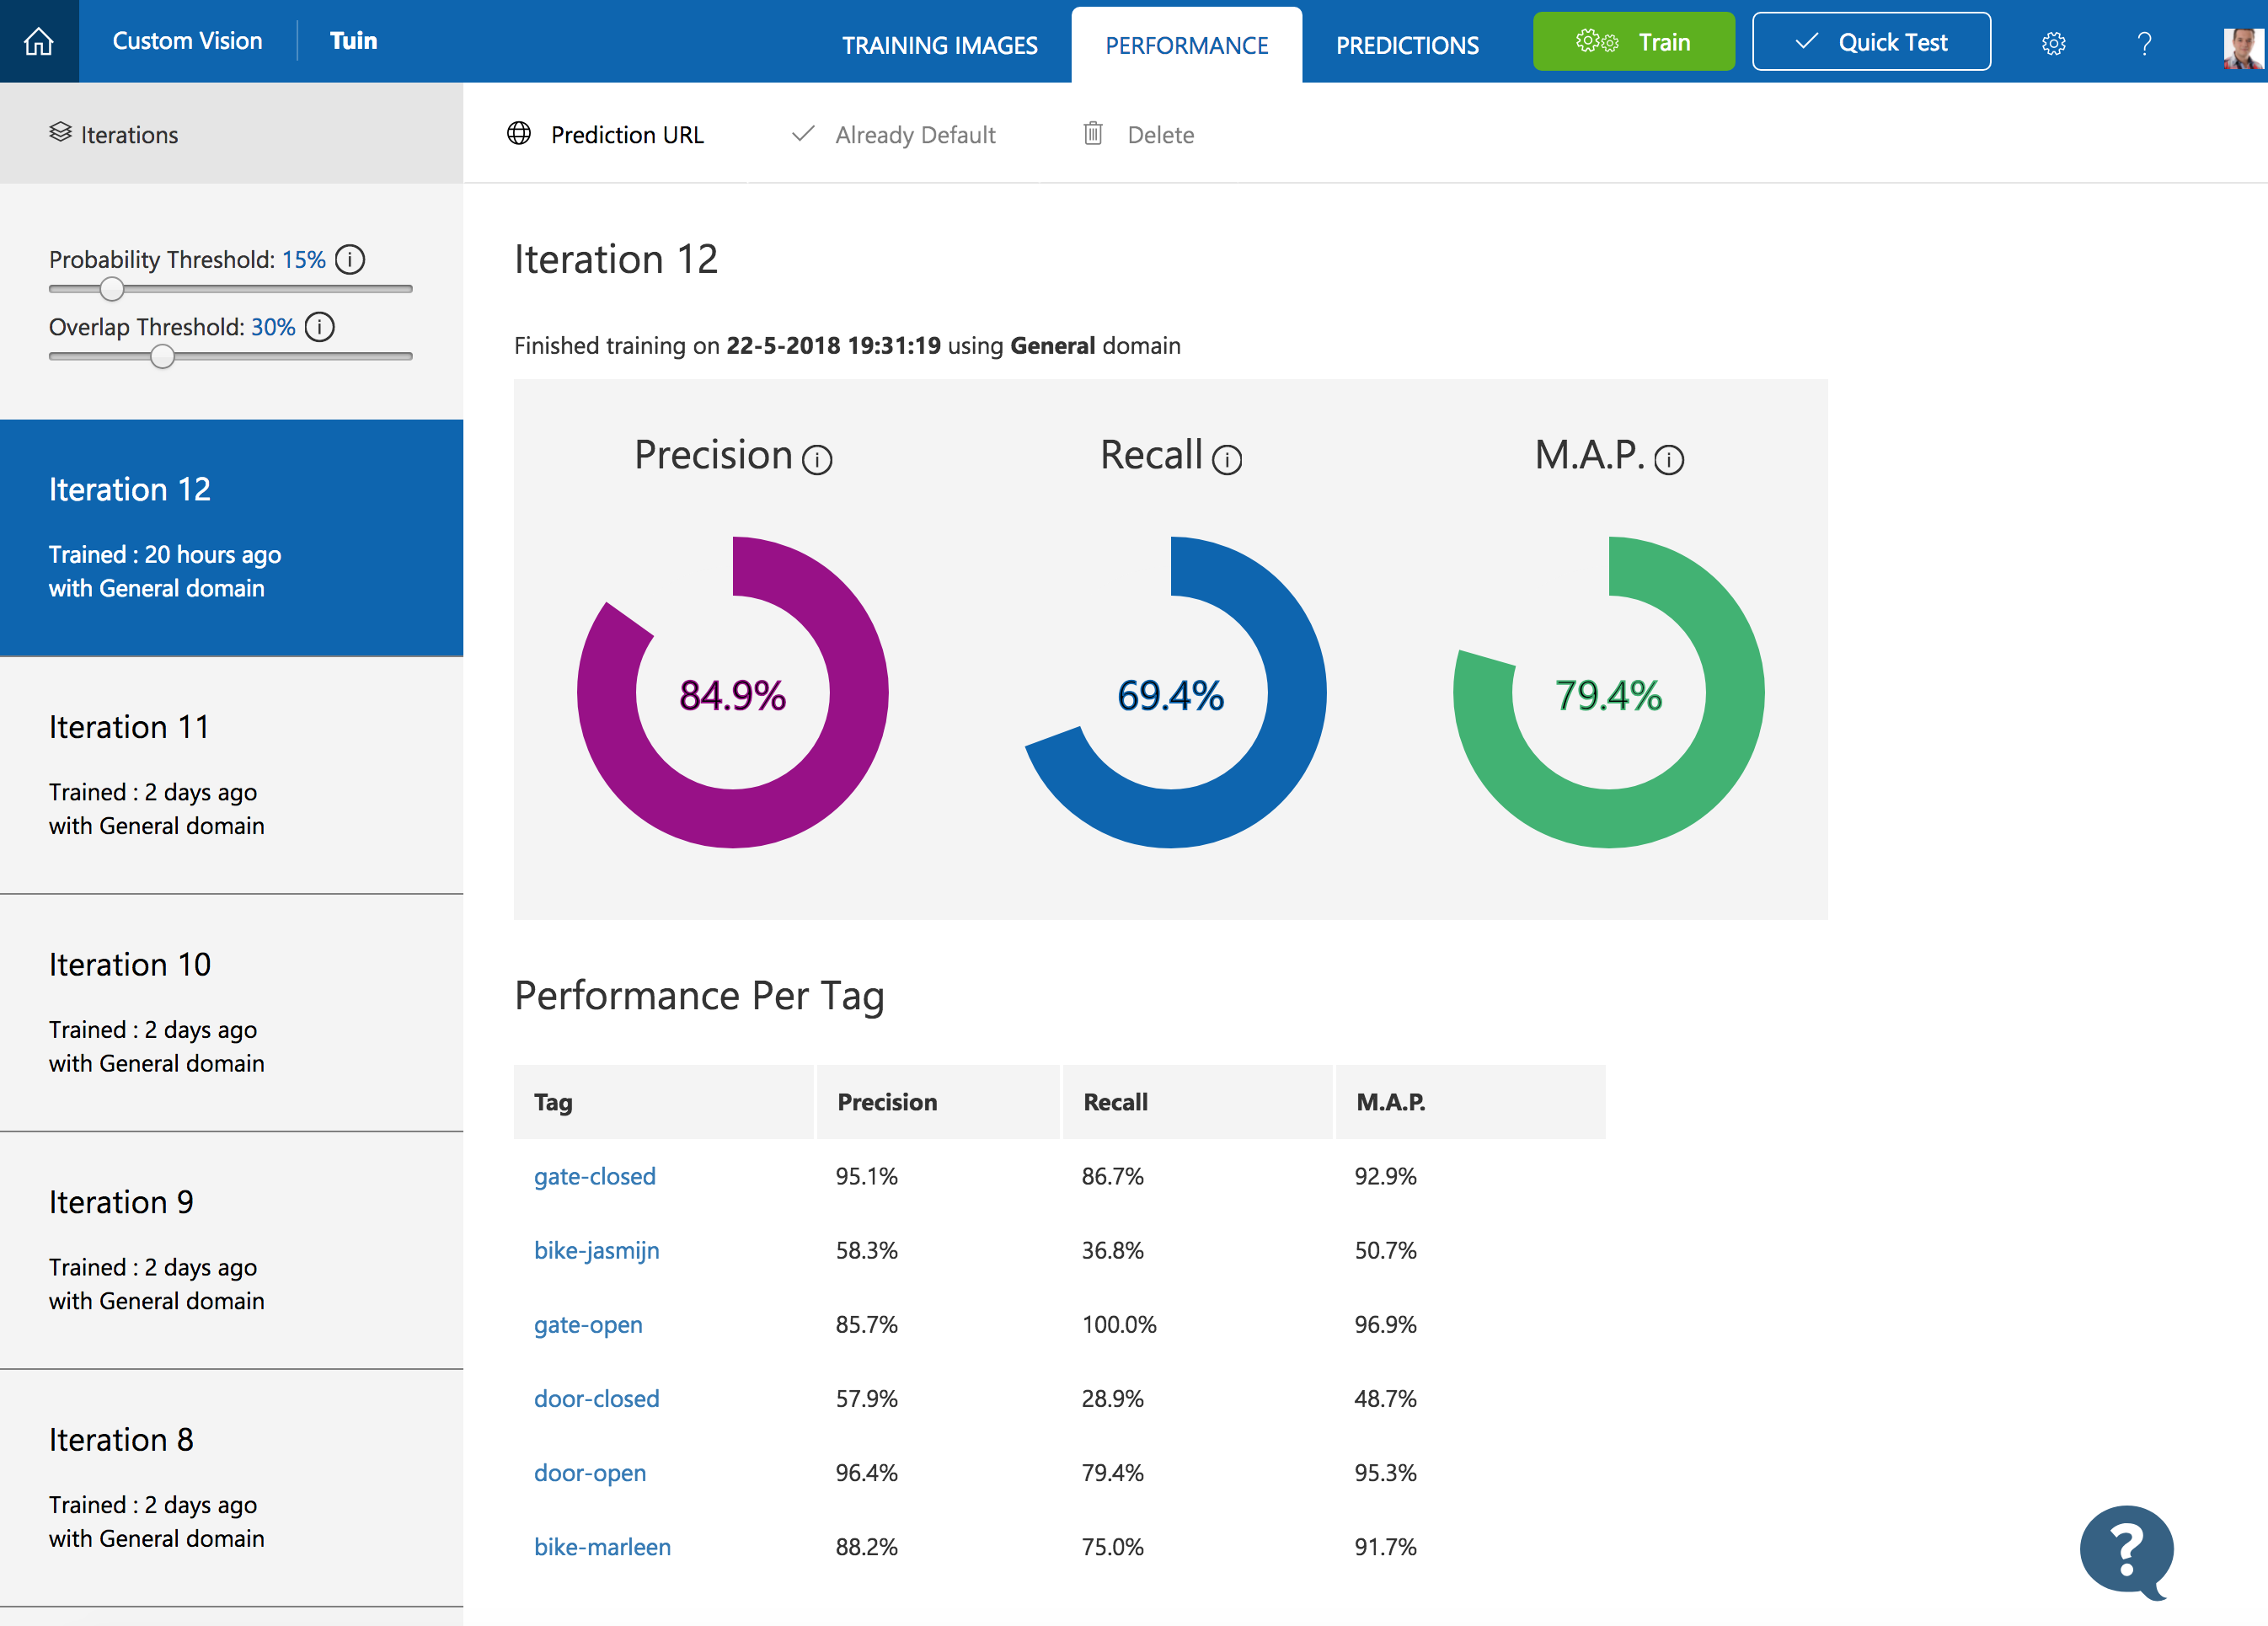 Custom Vision
Tuin
TRAINING IMAGES
PERFORMANCE
PREDICTIONS
Train
Quick Test
?
Iterations
Prediction URL
Already Default
Delete
Probability Threshold: 15%
Overlap Threshold: 30%
Iteration 12
Trained : 20 hours ago
with General domain
Iteration 11
Trained : 2 days ago
with General domain
Iteration 10
Trained : 2 days ago
with General domain
Iteration 9
Trained : 2 days ago
with General domain
Iteration 8
Trained : 2 days ago
with General domain
Iteration 12
Finished training on 22-5-2018 19:31:19 using General domain
Precision
Recall
M.A.P.
84.9%
69.4%
79.4%
Performance Per Tag
Tag Precision Recall M.A.P.
gate-closed 95.1% 86.7% 92.9%
bike-jasmijn 58.3% 36.8% 50.7%
gate-open 85.7% 100.0% 96.9%
door-closed 57.9% 28.9% 48.7%
door-open 96.4% 79.4% 95.3%
bike-marleen 88.2% 75.0% 91.7%
?